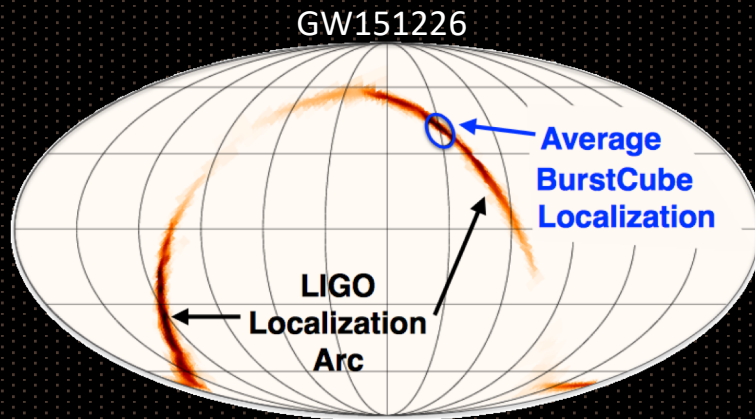 GW151226
Average
BurstCube
Localization
LIGO
Localization
Arc